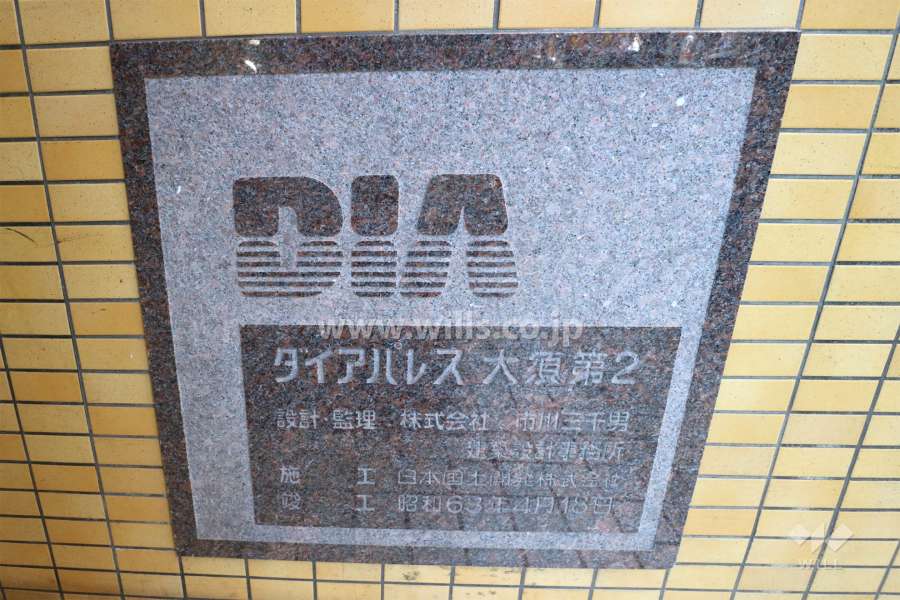 DIA
www.wills.co.jp
ダイアパレス 大須第2
設計 監理 株式会社 市川三千男
建築設計事務所
施 工 日本国土開発株式会社
竣 工 昭和63年4月18日
wills